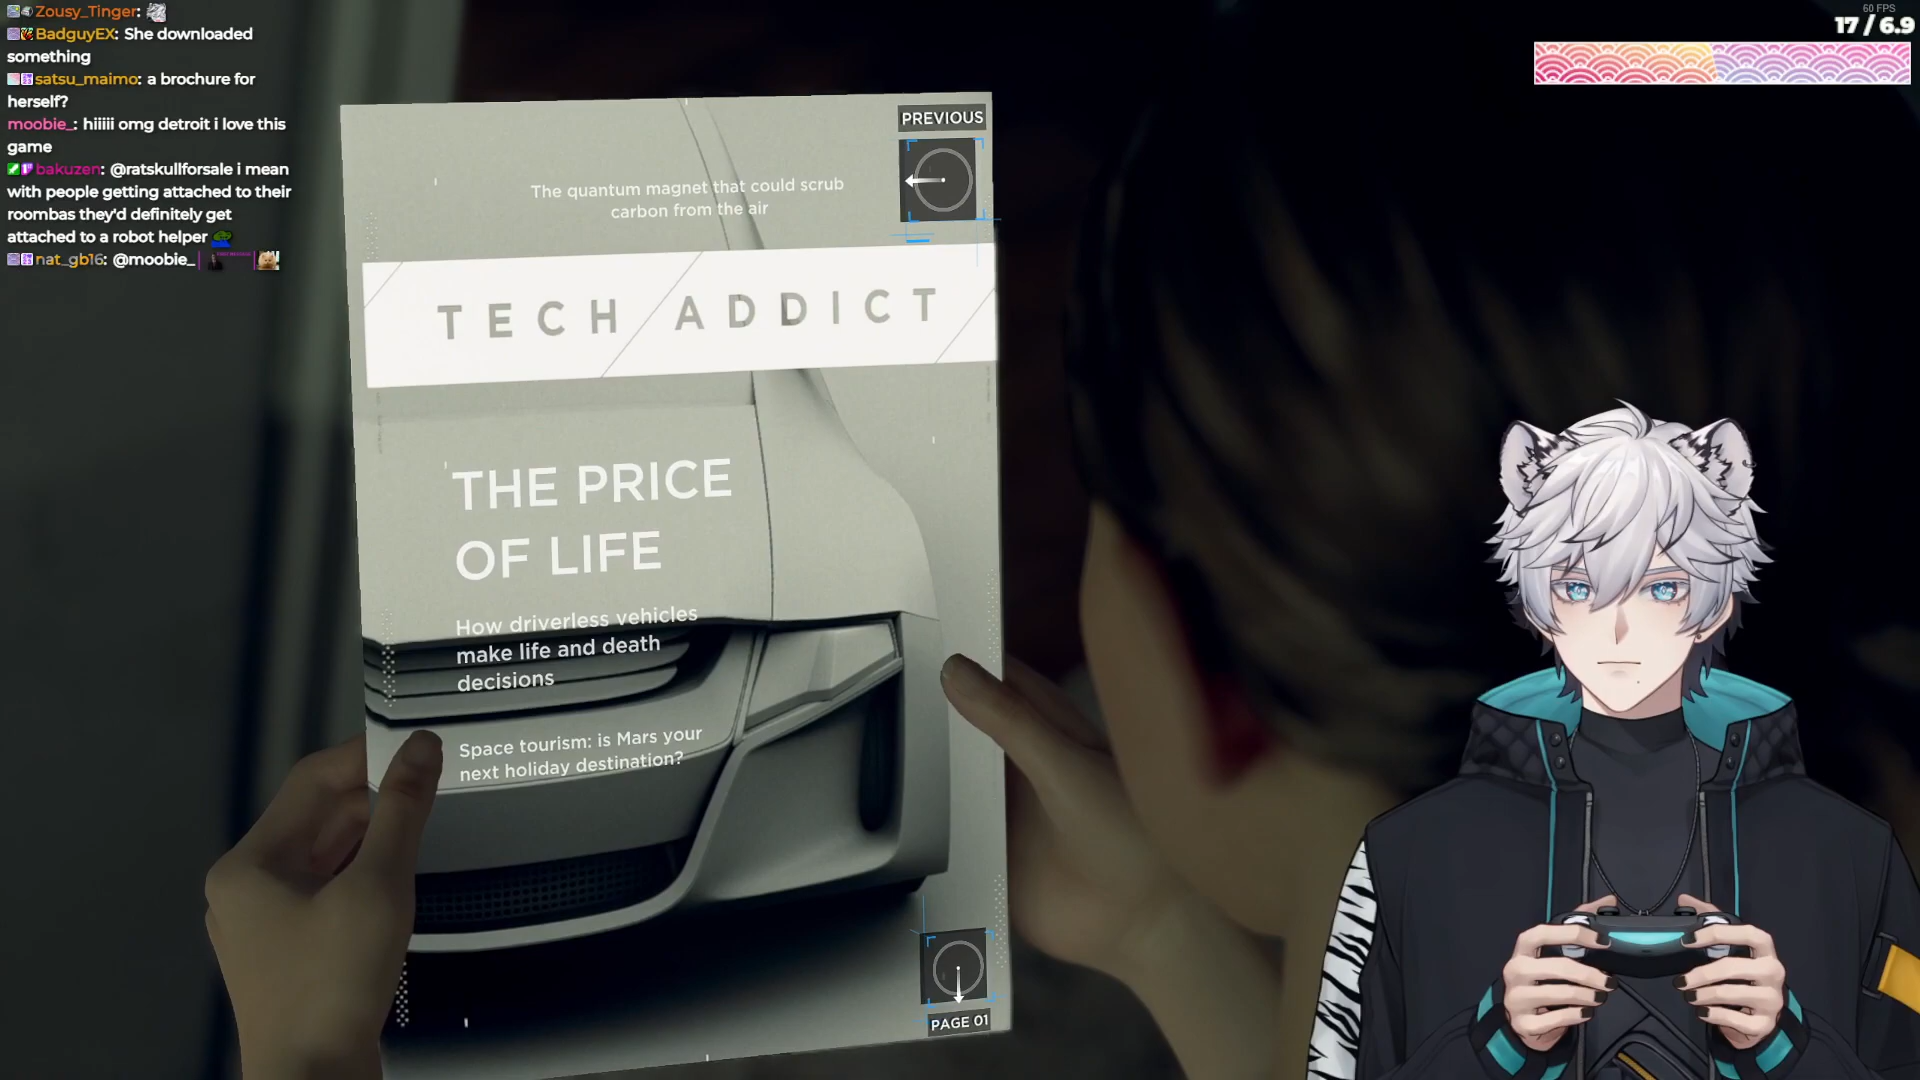 Zousy_Tinger:
BadguyEX: She downloaded
something
satsu_maimo: a brochure for
herself?
moobie_: hiiiii omg detroit i love this
game
bakuzen: @ratskullforsale i mean
with people getting attached to their
roombas they'd definitely get
attached to a robot helper
nat_gb16: @moobie_
60 FPS
17 / 6.9
PREVIOUS
The quantum magnet that could scrub
carbon from the air
TECH ADDICT
THE PRICE
OF LIFE
How driverless vehicles
make life and death
decisions
Space tourism: is Mars your
next holiday destination?
PAGE 01